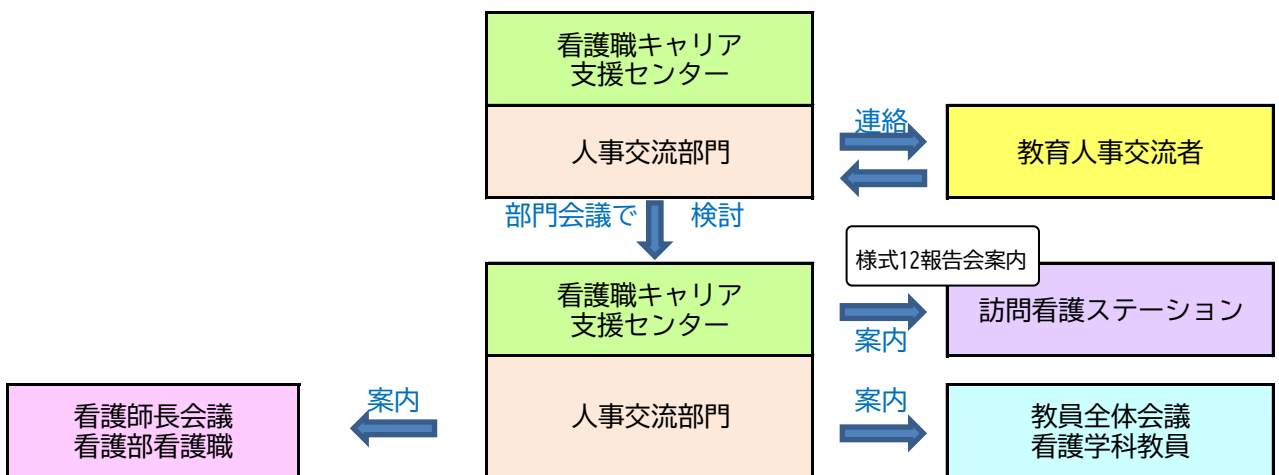 看護職キャリア
支援センター
人事交流部門
連絡
教育人事交流者
部門会議で 検討
様式12報告会案内
看護職キャリア
支援センター
案内
訪問看護ステーション
看護師長会議
看護部看護職
案内
人事交流部門
案内
教員全体会議
看護学科教員